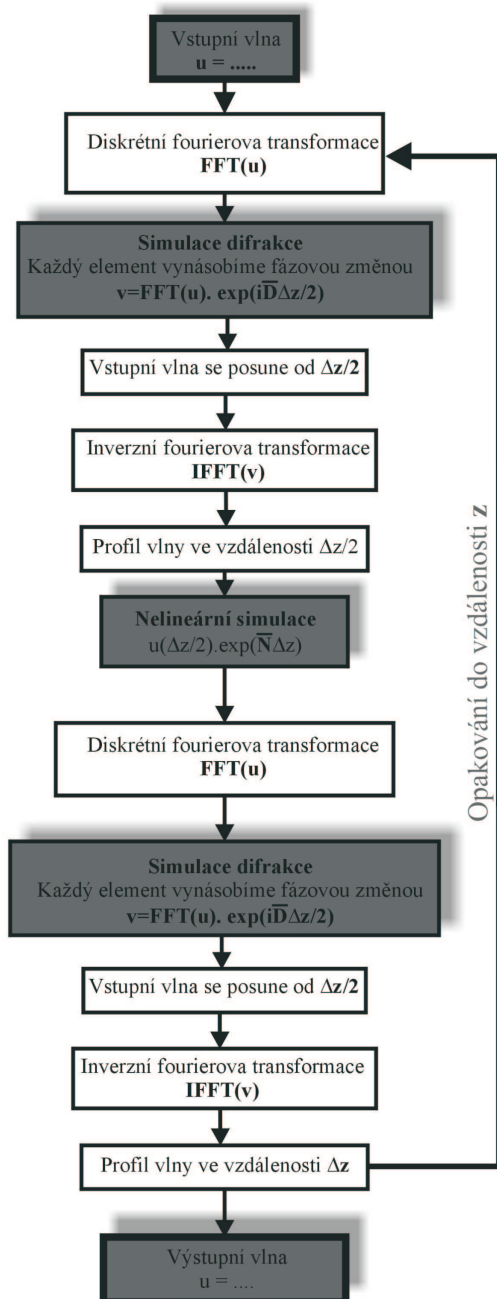 Vstupní vlna
u = .....
Diskrétní fourierova transformace
FFT(u)
Simulace difrakce
Každý element vynásobíme fázovou změnou
v=FFT(u). exp(iD̅Δz/2)
Vstupní vlna se posune od Δz/2
Inverzní fourierova transformace
IFFT(v)
Profil vlny ve vzdálenosti Δz/2
Nelineární simulace
u(Δz/2).exp(N̅Δz)
Diskrétní fourierova transformace
FFT(u)
Simulace difrakce
Každý element vynásobíme fázovou změnou
v=FFT(u). exp(iD̅Δz/2)
Vstupní vlna se posune od Δz/2
Inverzní fourierova transformace
IFFT(v)
Profil vlny ve vzdálenosti Δz
Výstupní vlna
u = ....
Opakování do vzdálenosti z